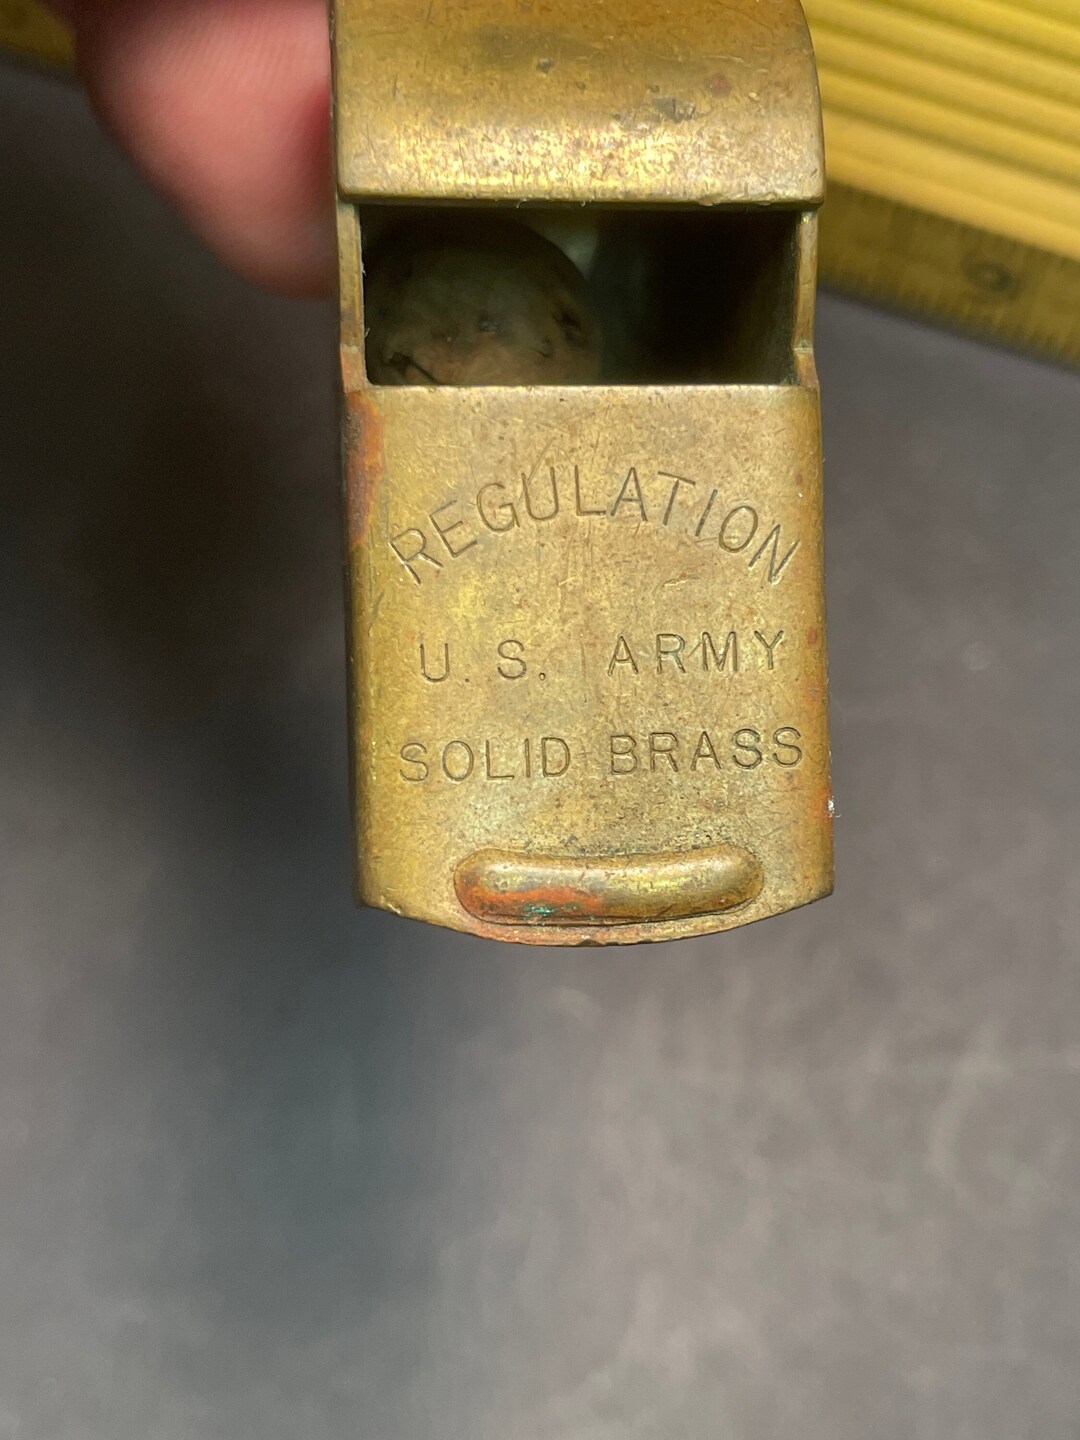 REGULATION
U.S. ARMY
SOLID BRASS